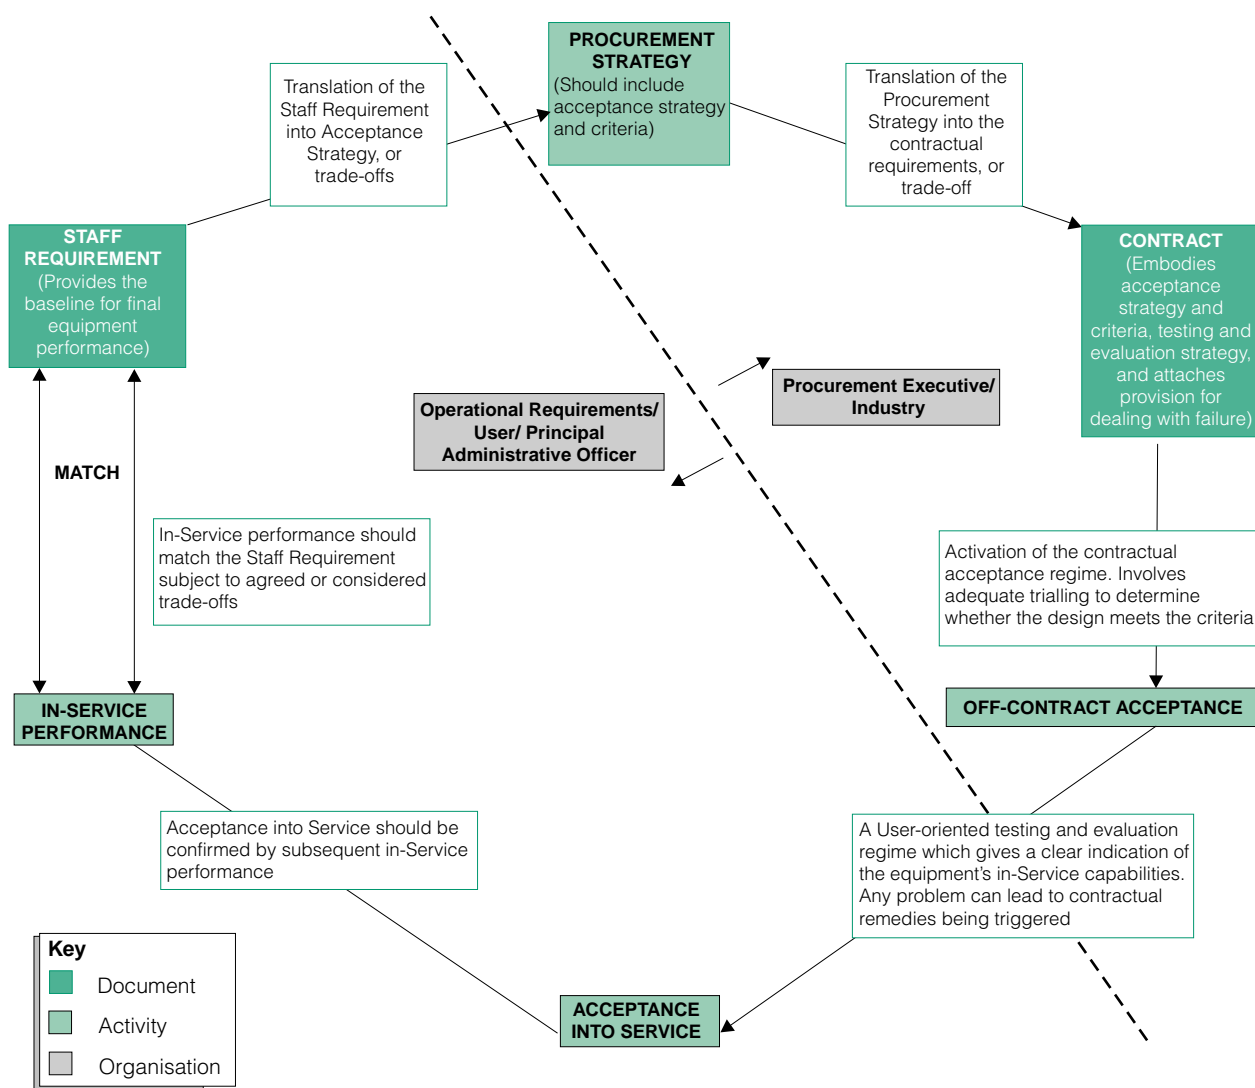 PROCUREMENT
STRATEGY
(Should include
acceptance strategy
and criteria)
Translation of the
Staff Requirement
into Acceptance
Strategy, or
trade-offs
Translation of the
Procurement
Strategy into the
contractual
requirements, or
trade-off
STAFF
REQUIREMENT
(Provides the
baseline for final
equipment
performance)
CONTRACT
(Embodies
acceptance
strategy and
criteria, testing and
evaluation strategy,
and attaches
provision for
dealing with failure)
Procurement Executive/
Industry
Operational Requirements/
User/ Principal
Administrative Officer
MATCH
In-Service performance should
match the Staff Requirement
subject to agreed or considered
trade-offs
Activation of the contractual
acceptance regime. Involves
adequate trialling to determine
whether the design meets the criteria
IN-SERVICE
PERFORMANCE
OFF-CONTRACT ACCEPTANCE
Acceptance into Service should be
confirmed by subsequent in-Service
performance
A User-oriented testing and evaluation
regime which gives a clear indication of
the equipment's in-Service capabilities.
Any problem can lead to contractual
remedies being triggered
ACCEPTANCE
INTO SERVICE
Key
Document
Activity
Organisation